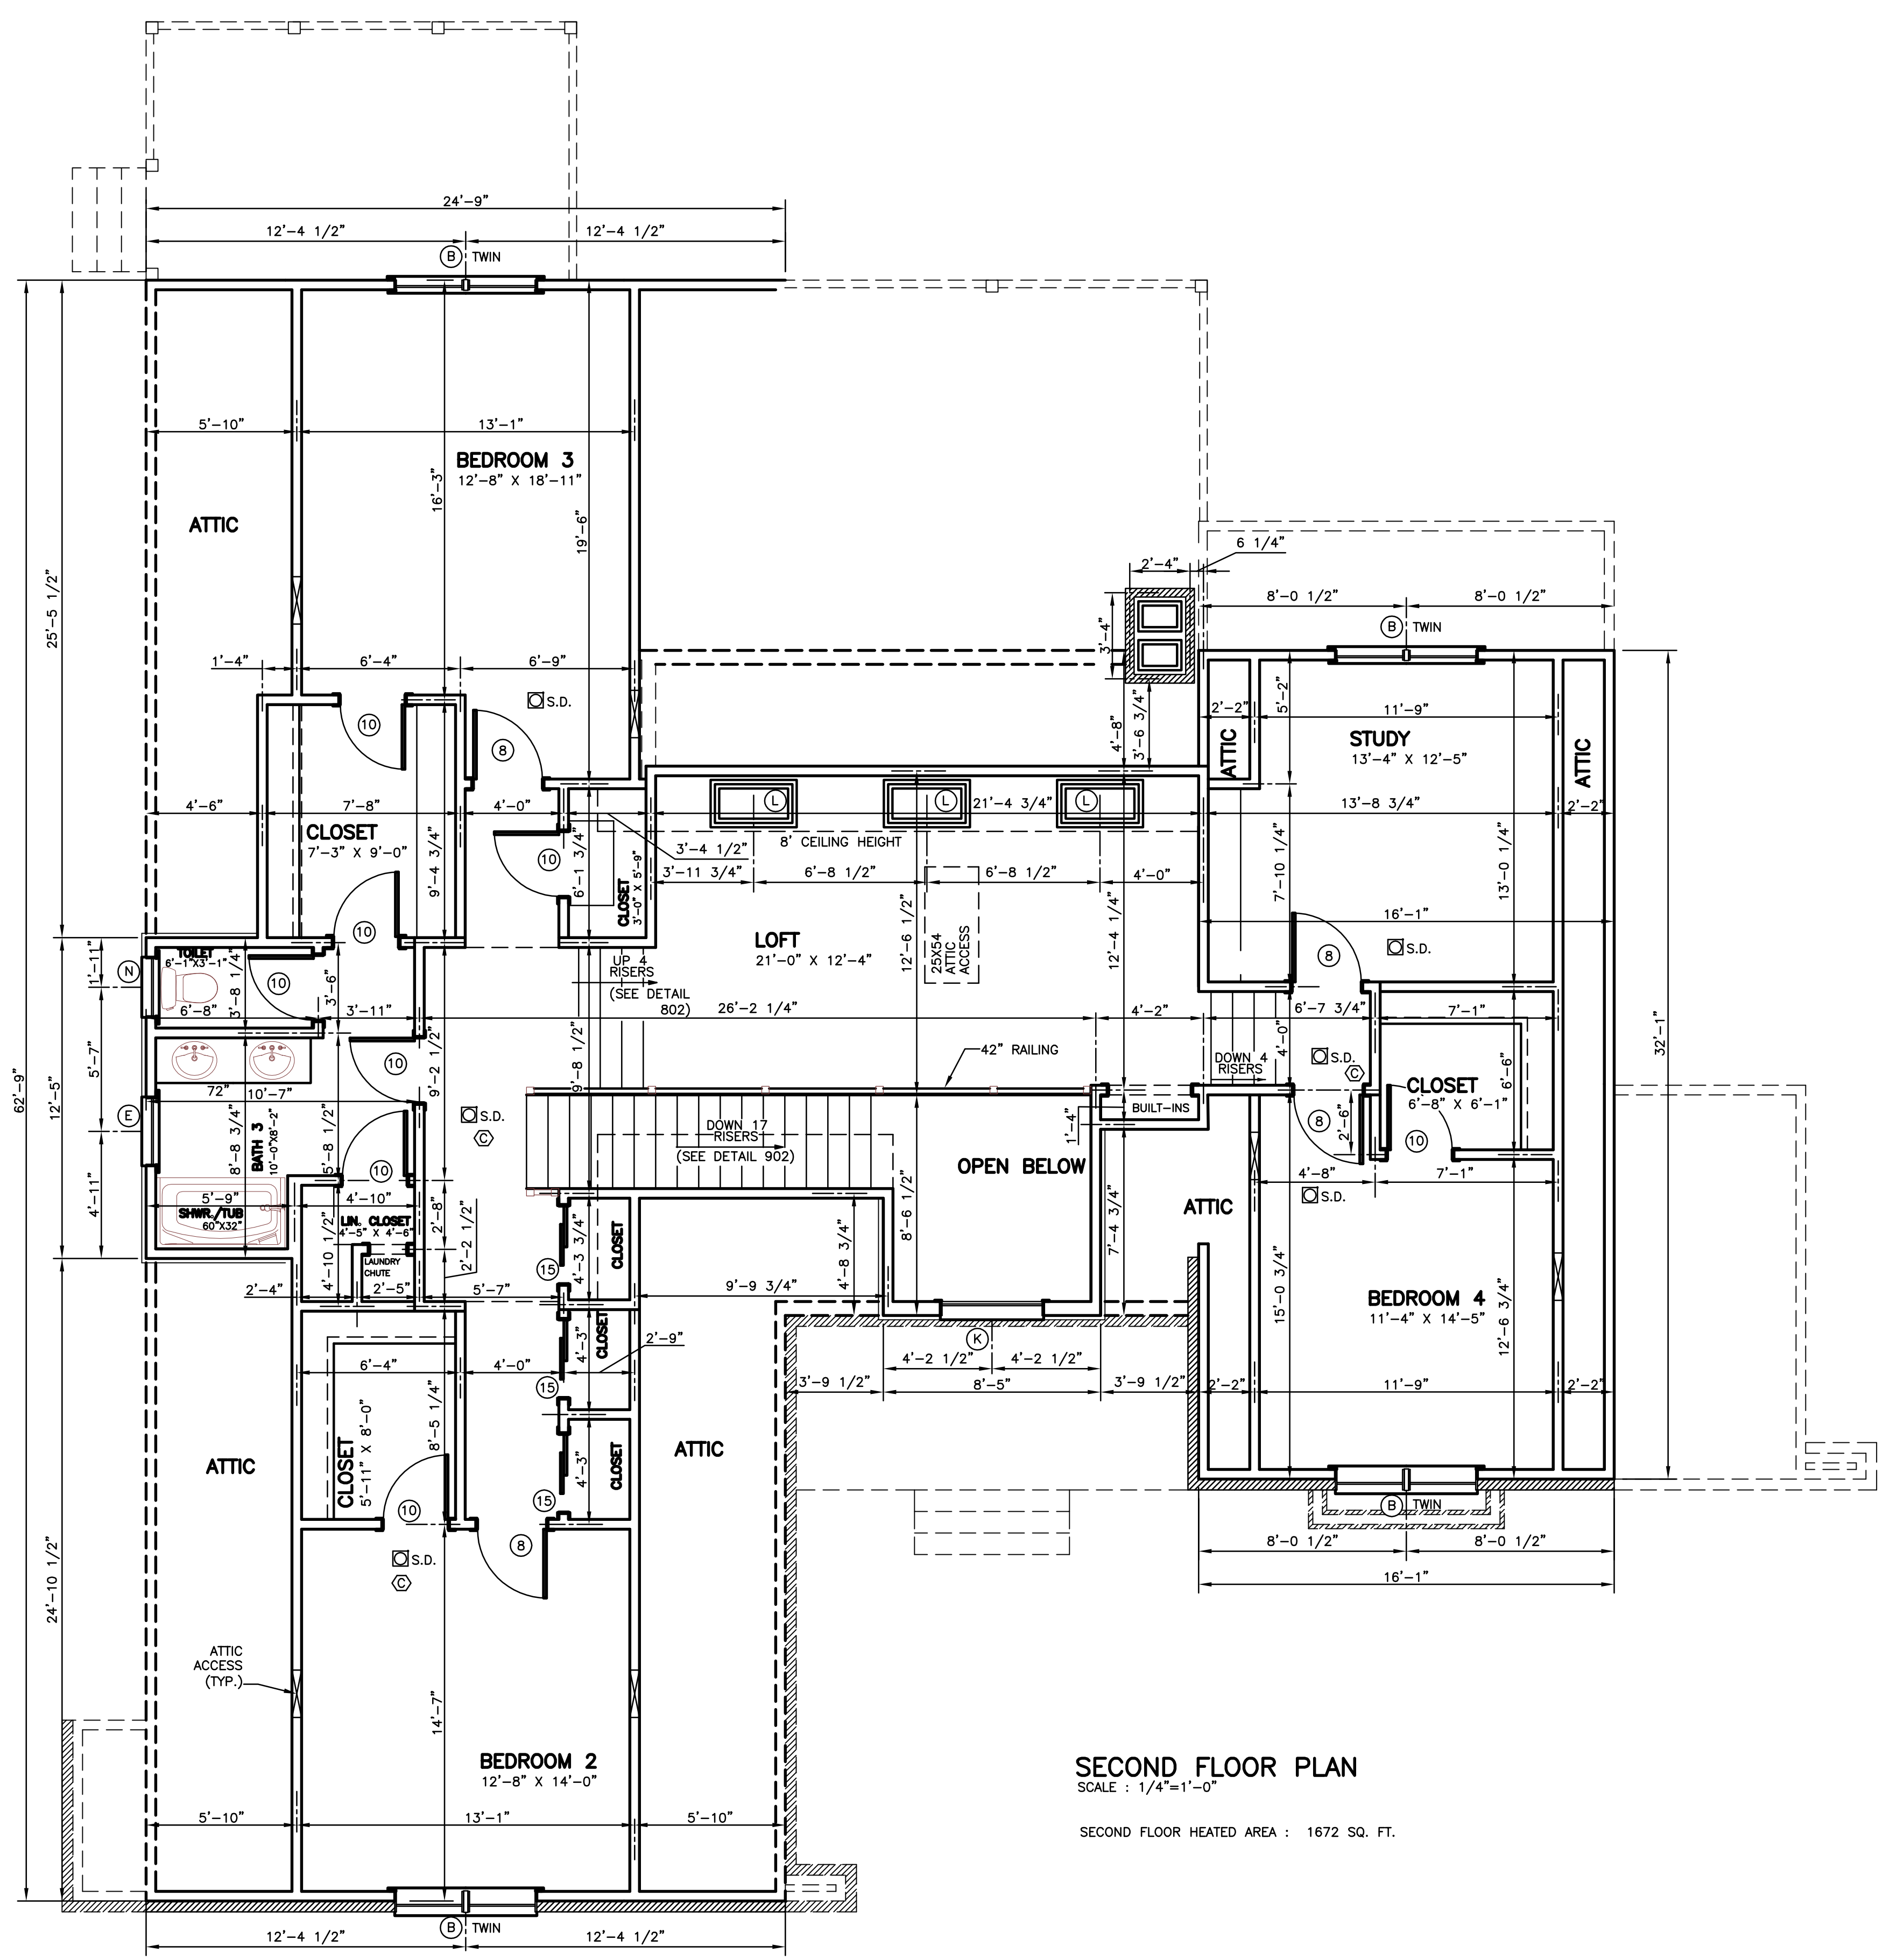 24'-9"
12'-4 1/2"
12'-4 1/2"
B
TWIN
5'-10"
13'-1"
BEDROOM 3
12'-8" X 18'-11"
16'-3"
ATTIC
19'-6"
25'-5 1/2"
6 1/4"
2'-4"
3'-4"
8'-0 1/2"
8'-0 1/2"
B
TWIN
1'-4"
6'-4"
6'-9"
S.D.
10
8
2'-2"
5'-2"
11'-9"
STUDY
13'-4" X 12'-5"
ATTIC
ATTIC
4'-8"
3'-6 3/4"
4'-6"
7'-8"
4'-0"
L
L
21'-4 3/4"
L
13'-8 3/4"
2'-2"
CLOSET
7'-3" X 9'-0"
9'-4 3/4"
10
6'-1 3/4"
3'-4 1/2"
8' CEILING HEIGHT
3'-11 3/4"
6'-8 1/2"
6'-8 1/2"
4'-0"
7'-10 1/4"
13'-0 1/4"
CLOSET
3'-0" X 5'-9"
16'-1"
10
LOFT
21'-0" X 12'-4"
12'-6 1/2"
25X54
ATTIC
ACCESS
12'-4 1/4"
8
S.D.
1'-11"
N
TOILET
6'-1"X3'-1"
3'-8 1/4"
10
3'-6"
UP 4
RISERS
(SEE DETAIL
802)
6'-8"
3'-11"
26'-2 1/4"
4'-2"
6'-7 3/4"
7'-1"
62'-9"
12'-5"
5'-7"
9'-2 1/2"
9'-8 1/2"
10
42" RAILING
DOWN 4
RISERS
4'-0"
S.D.
C
32'-1"
72"
10'-7"
E
S.D.
C
BUILT-INS
8
2'-6"
CLOSET
6'-8" X 6'-1"
6'-6"
8'-8 3/4"
BATH 3
10'-0"X8'-2"
5'-8 1/2"
DOWN 17
RISERS
(SEE DETAIL 902)
1'-4"
10
OPEN BELOW
10
4'-8"
7'-1"
S.D.
4'-11"
5'-9"
SHWR./TUB
60"X32"
4'-10"
LIN. CLOSET
4'-5" X 4'-6"
2'-8"
2'-2 1/2"
4'-10 1/2"
LAUNDRY
CHUTE
4'-3 3/4"
CLOSET
15
4'-8 3/4"
8'-6 1/2"
7'-4 3/4"
ATTIC
2'-4"
2'-5"
5'-7"
9'-9 3/4"
15'-0 3/4"
BEDROOM 4
11'-4" X 14'-5"
12'-6 3/4"
4'-3"
CLOSET
2'-9"
K
6'-4"
4'-0"
15
4'-2 1/2"
4'-2 1/2"
3'-9 1/2"
8'-5"
3'-9 1/2"
2'-2"
11'-9"
2'-2"
8'-5 1/4"
CLOSET
5'-11" X 8'-0"
ATTIC
4'-3"
CLOSET
ATTIC
15
10
8
B
TWIN
8'-0 1/2"
8'-0 1/2"
16'-1"
S.D.
C
24'-10 1/2"
ATTIC
ACCESS
(TYP.)
14'-7"
BEDROOM 2
12'-8" X 14'-0"
5'-10"
13'-1"
5'-10"
B
TWIN
12'-4 1/2"
12'-4 1/2"
SECOND FLOOR PLAN
SCALE : 1/4"=1'-0"
SECOND FLOOR HEATED AREA : 1672 SQ. FT.